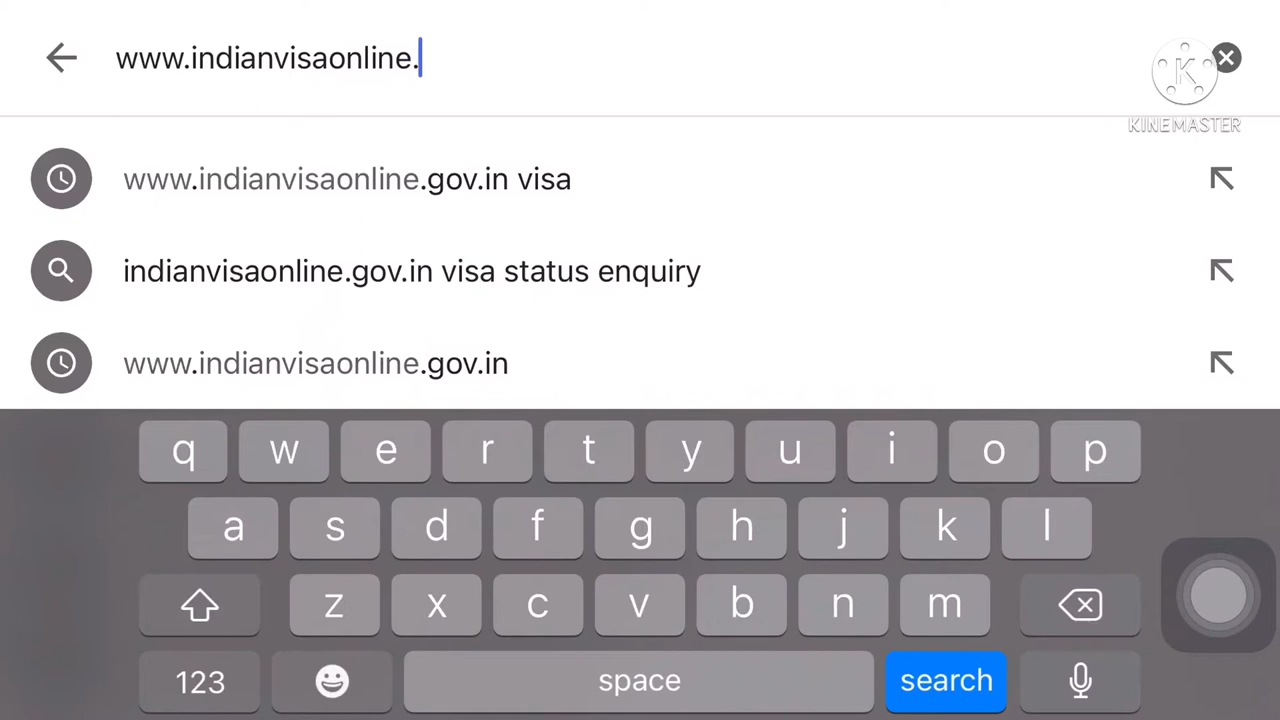 www.indianvisaonline.
K
KINEMASTER
www.indianvisaonline.gov.in visa
indianvisaonline.gov.in visa status enquiry
www.indianvisaonline.gov.in
q w e r t y u i o p
a s d f g h j k l
z x c v b n m
123 space search